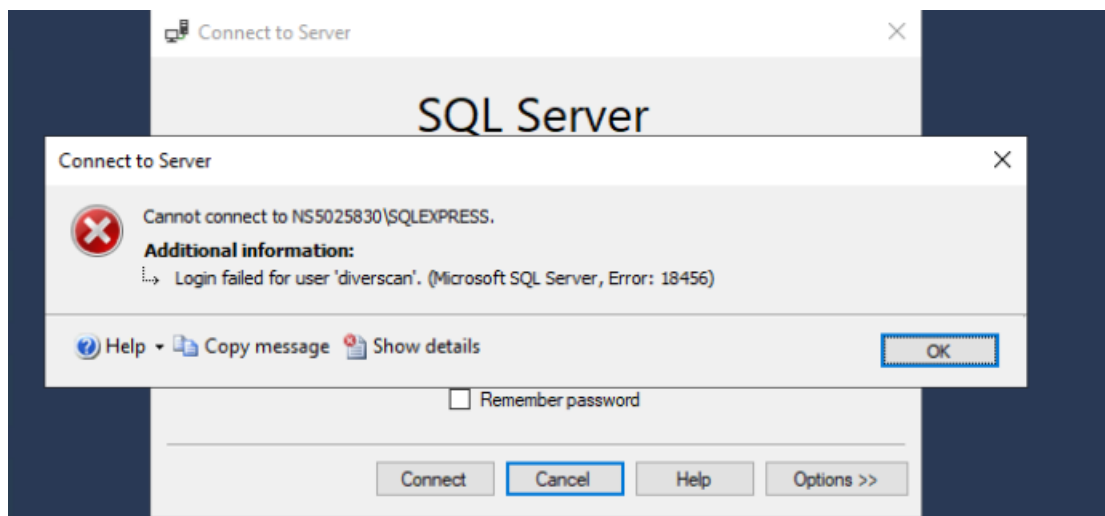 Connect to Server
SQL Server
Connect to Server
Cannot connect to NS5025830\SQLEXPRESS.
Additional information:
Login failed for user 'diverscan'. (Microsoft SQL Server, Error: 18456)
Help Copy message Show details OK
Remember password
Connect Cancel Help Options >>